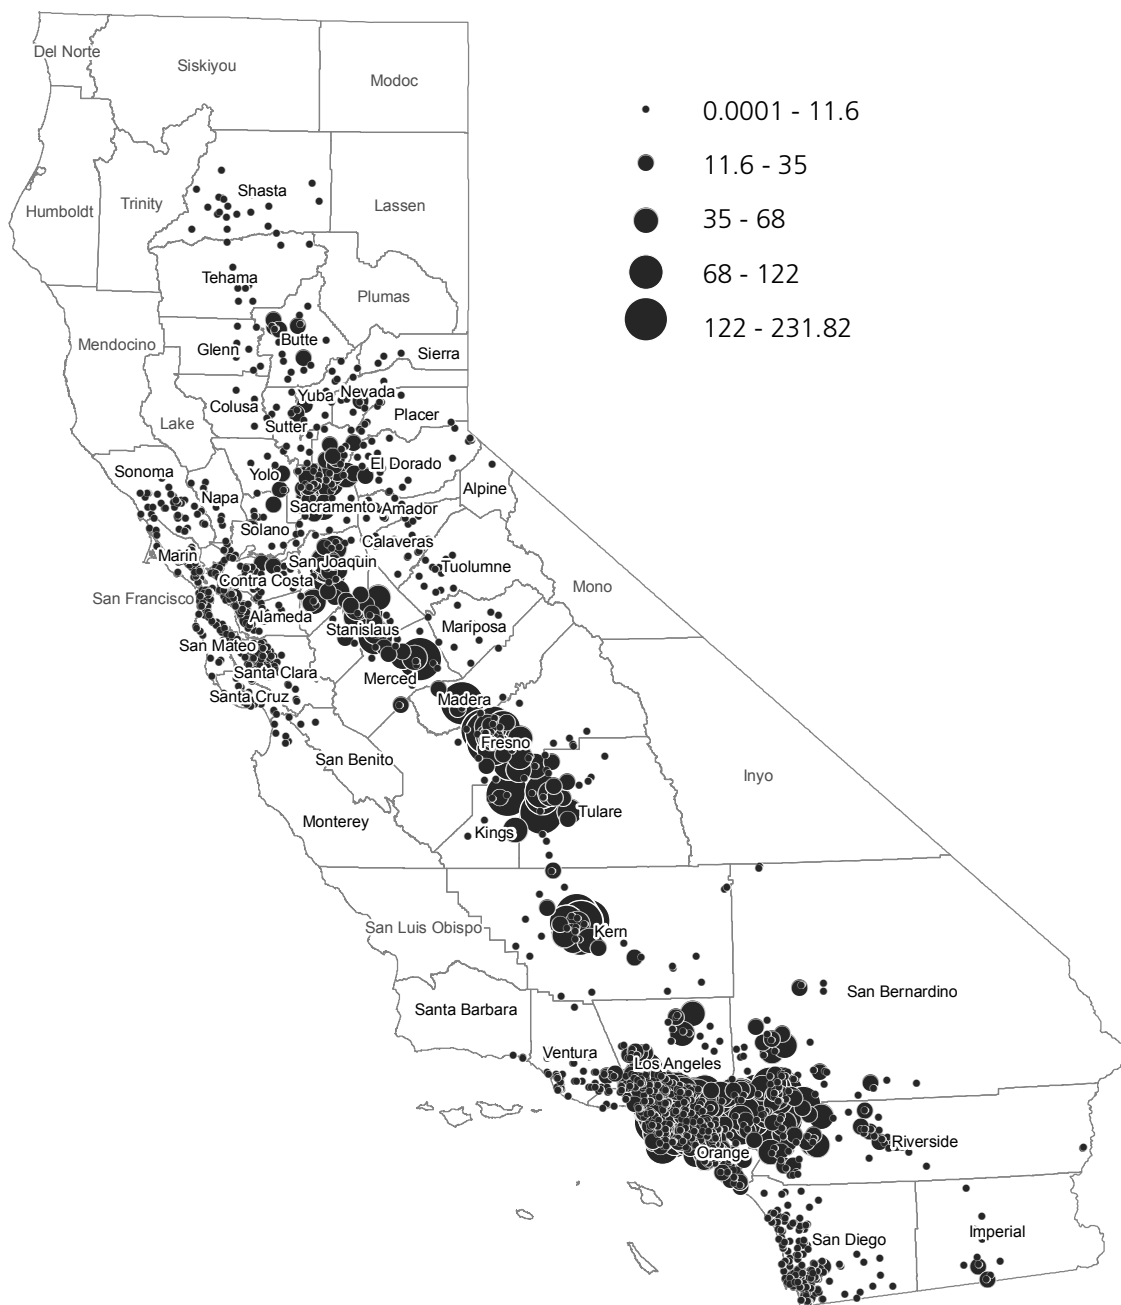 Del Norte
Siskiyou
Modoc
0.0001 - 11.6
11.6 - 35
35 - 68
68 - 122
122 - 231.82
Humboldt
Trinity
Shasta
Lassen
Tehama
Plumas
Mendocino
Glenn
Butte
Sierra
Colusa
Yuba
Nevada
Lake
Sutter
Placer
Sonoma
Napa
Yolo
El Dorado
Alpine
Sacramento
Amador
Solano
Marin
Calaveras
San Joaquin
Tuolumne
Contra Costa
San Francisco
Mono
Alameda
Stanislaus
Mariposa
San Mateo
Santa Clara
Merced
Santa Cruz
Madera
San Benito
Fresno
Inyo
Monterey
Kings
Tulare
San Luis Obispo
Kern
San Bernardino
Santa Barbara
Ventura
Los Angeles
Orange
Riverside
San Diego
Imperial